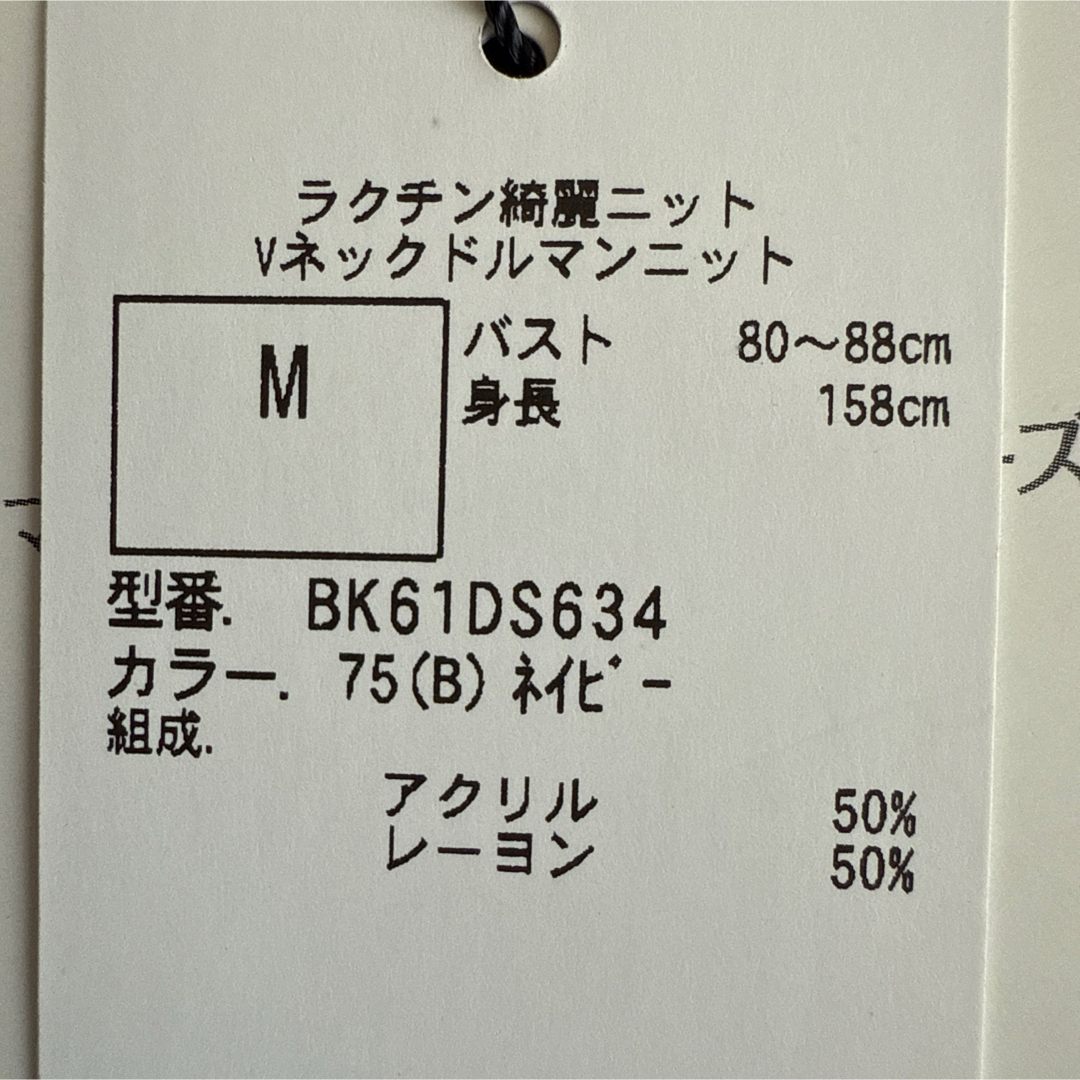 ラクチン綺麗ニット
Vネックドルマンニット
M
バスト 80～88cm
身長 158cm
型番. BK61DS634
カラー. 75(B) ﾈｲﾋﾞｰ
組成.
アクリル 50%
レーヨン 50%
ーズ